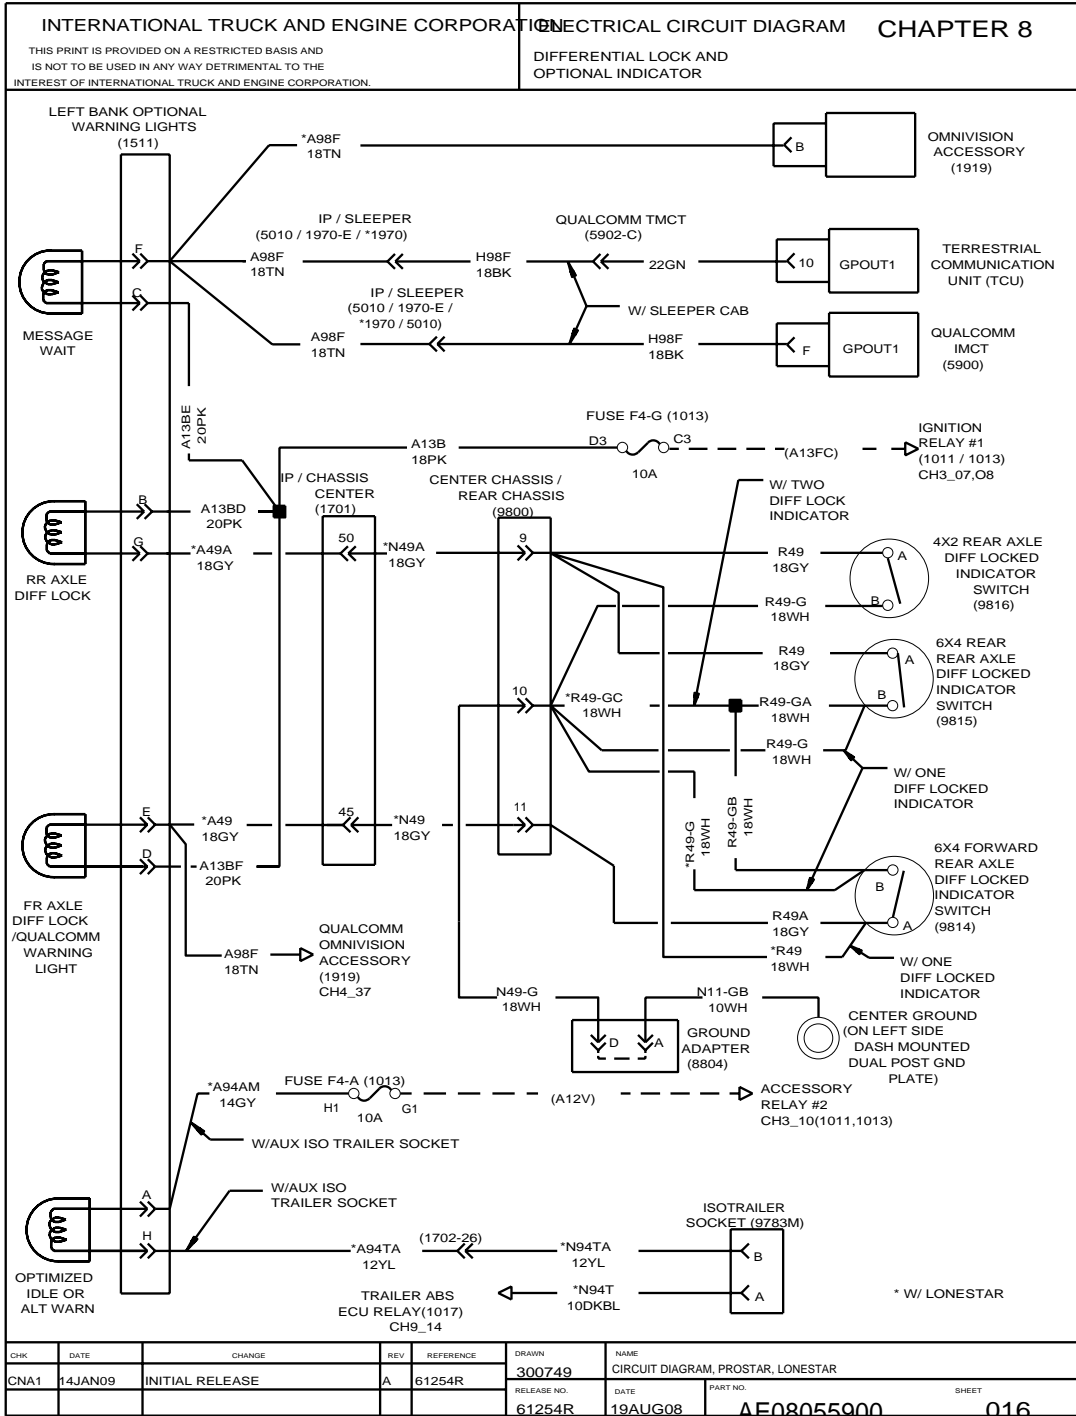 INTERNATIONAL TRUCK AND ENGINE CORPORATION
THIS PRINT IS PROVIDED ON A RESTRICTED BASIS AND
IS NOT TO BE USED IN ANY WAY DETRIMENTAL TO THE
INTEREST OF INTERNATIONAL TRUCK AND ENGINE CORPORATION.
ELECTRICAL CIRCUIT DIAGRAM
CHAPTER 8
DIFFERENTIAL LOCK AND
OPTIONAL INDICATOR
LEFT BANK OPTIONAL
WARNING LIGHTS
(1511)
*A98F
18TN
B
OMNIVISION
ACCESSORY
(1919)
F
C
MESSAGE
WAIT
IP / SLEEPER
(5010 / 1970-E / *1970)
A98F
18TN
H98F
18BK
QUALCOMM TMCT
(5902-C)
22GN
10
GPOUT1
TERRESTRIAL
COMMUNICATION
UNIT (TCU)
IP / SLEEPER
(5010 / 1970-E /
*1970 / 5010)
W/ SLEEPER CAB
A98F
18TN
H98F
18BK
F
GPOUT1
QUALCOMM
IMCT
(5900)
A13BE
20PK
A13B
18PK
FUSE F4-G (1013)
D3
C3
10A
(A13FC)
IGNITION
RELAY #1
(1011 / 1013)
CH3_07,O8
IP / CHASSIS
CENTER
(1701)
CENTER CHASSIS /
REAR CHASSIS
(9800)
W/ TWO
DIFF LOCK
INDICATOR
B
G
RR AXLE
DIFF LOCK
A13BD
20PK
*A49A
18GY
50
*N49A
18GY
9
R49
18GY
A
B
4X2 REAR AXLE
DIFF LOCKED
INDICATOR
SWITCH
(9816)
R49-G
18WH
R49
18GY
A
B
6X4 REAR
REAR AXLE
DIFF LOCKED
INDICATOR
SWITCH
(9815)
10
*R49-GC
18WH
R49-GA
18WH
R49-G
18WH
W/ ONE
DIFF LOCKED
INDICATOR
E
D
FR AXLE
DIFF LOCK
/QUALCOMM
WARNING
LIGHT
*A49
18GY
A13BF
20PK
45
*N49
18GY
11
*R49-G
18WH
R49-GB
18WH
B
A
6X4 FORWARD
REAR AXLE
DIFF LOCKED
INDICATOR
SWITCH
(9814)
R49A
18GY
*R49
18WH
W/ ONE
DIFF LOCKED
INDICATOR
A98F
18TN
QUALCOMM
OMNIVISION
ACCESSORY
(1919)
CH4_37
N49-G
18WH
N11-GB
10WH
D
A
GROUND
ADAPTER
(8804)
CENTER GROUND
(ON LEFT SIDE
DASH MOUNTED
DUAL POST GND
PLATE)
*A94AM
14GY
FUSE F4-A (1013)
H1
10A
G1
(A12V)
ACCESSORY
RELAY #2
CH3_10(1011,1013)
W/AUX ISO TRAILER SOCKET
A
H
OPTIMIZED
IDLE OR
ALT WARN
W/AUX ISO
TRAILER SOCKET
*A94TA
12YL
(1702-26)
*N94TA
12YL
ISOTRAILER
SOCKET (9783M)
B
A
TRAILER ABS
ECU RELAY(1017)
CH9_14
*N94T
10DKBL
* W/ LONESTAR
CHK
DATE
CHANGE
REV
REFERENCE
CNA1
14JAN09
INITIAL RELEASE
A
61254R
DRAWN
300749
NAME
CIRCUIT DIAGRAM, PROSTAR, LONESTAR
RELEASE NO.
61254R
DATE
19AUG08
PART NO.
AE08055900
SHEET
016